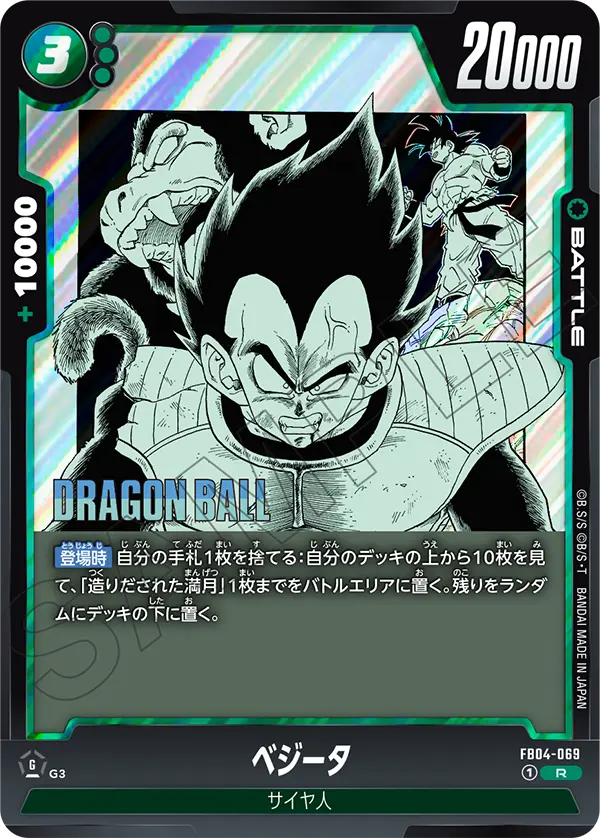 3
20000
+10000
BATTLE
DRAGON BALL
登場時 自分の手札1枚を捨てる:自分のデッキの上から10枚を見
て、「造りだされた満月」1枚までをバトルエリアに置く。残りをランダ
ムにデッキの下に置く。
©B.S/S ©B/S・T BANDAI MADE IN JAPAN
SAMPLE
ベジータ
FB04-069
G
G3
1 R
サイヤ人